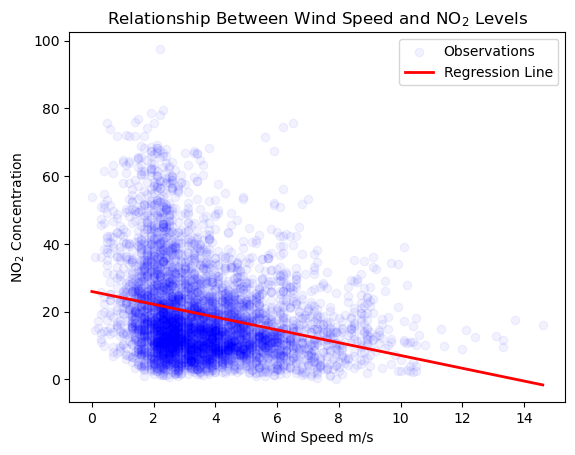 Relationship Between Wind Speed and NO₂ Levels
Observations
Regression Line
NO₂ Concentration
100
80
60
40
20
0
0 2 4 6 8 10 12 14
Wind Speed m/s